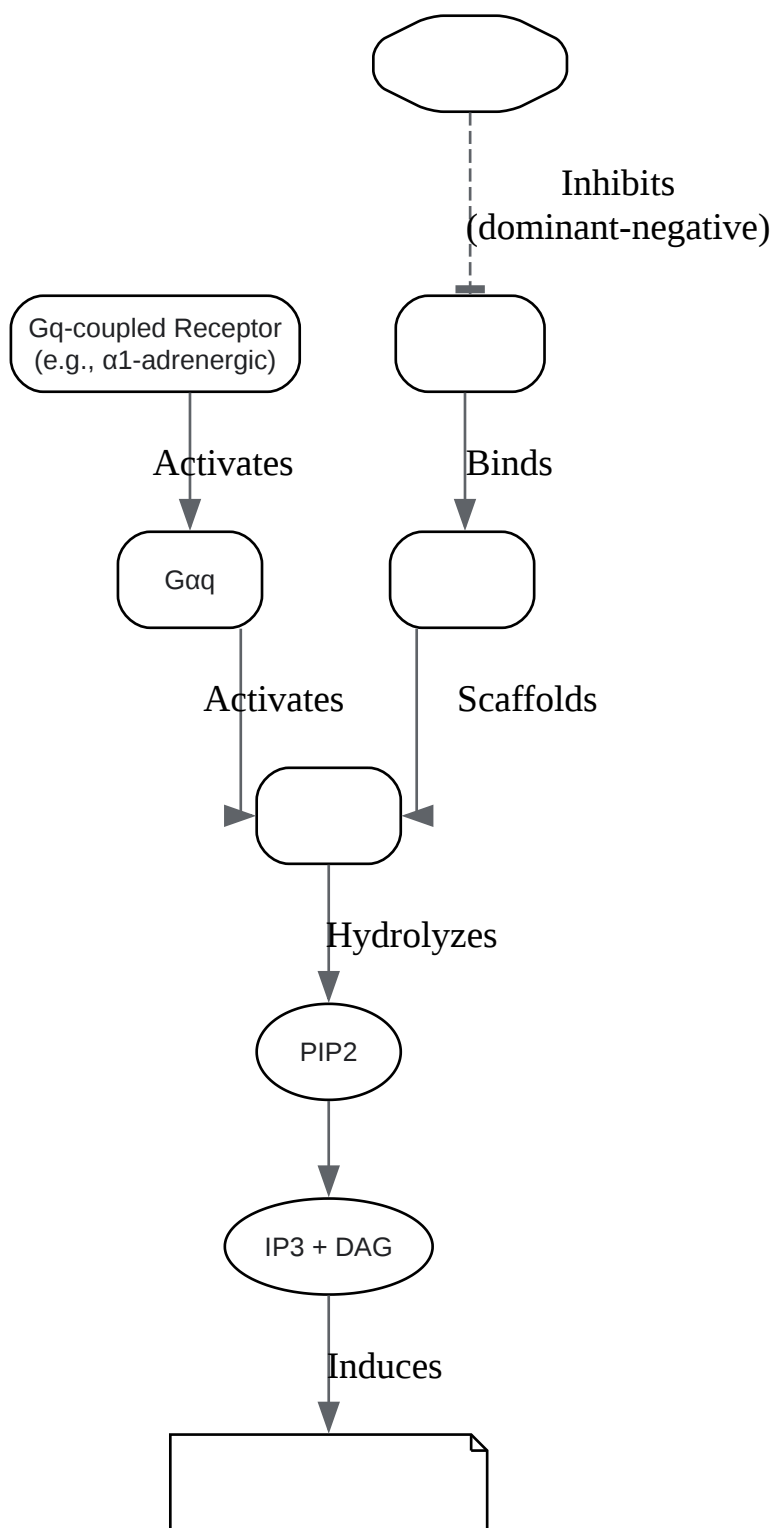 Inhibits
(dominant-negative)
Gq-coupled Receptor
(e.g., α1-adrenergic)
Activates
Binds
Gαq
Activates
Scaffolds
Hydrolyzes
PIP2
IP3 + DAG
Induces